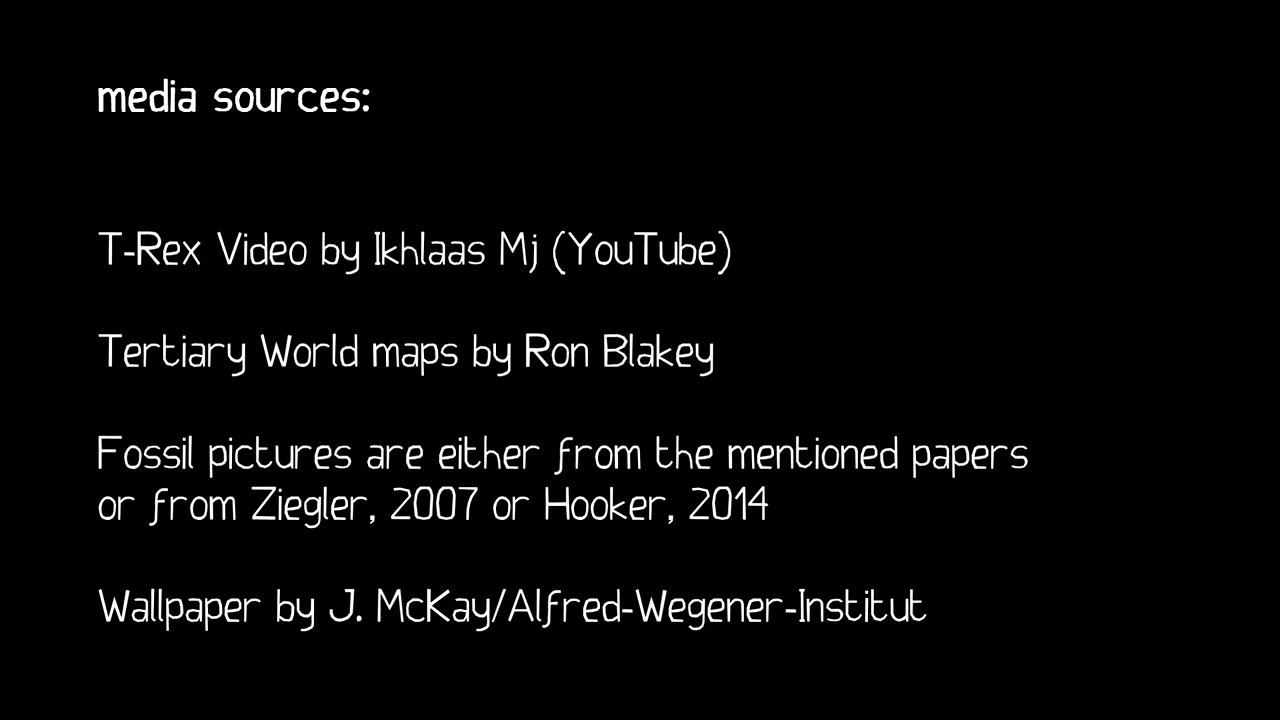 media sources:
T-Rex Video by Ikhlaas Mj (YouTube)
Tertiary World maps by Ron Blakey
Fossil pictures are either from the mentioned papers
or from Ziegler, 2007 or Hooker, 2014
Wallpaper by J. McKay/Alfred-Wegener-Institut